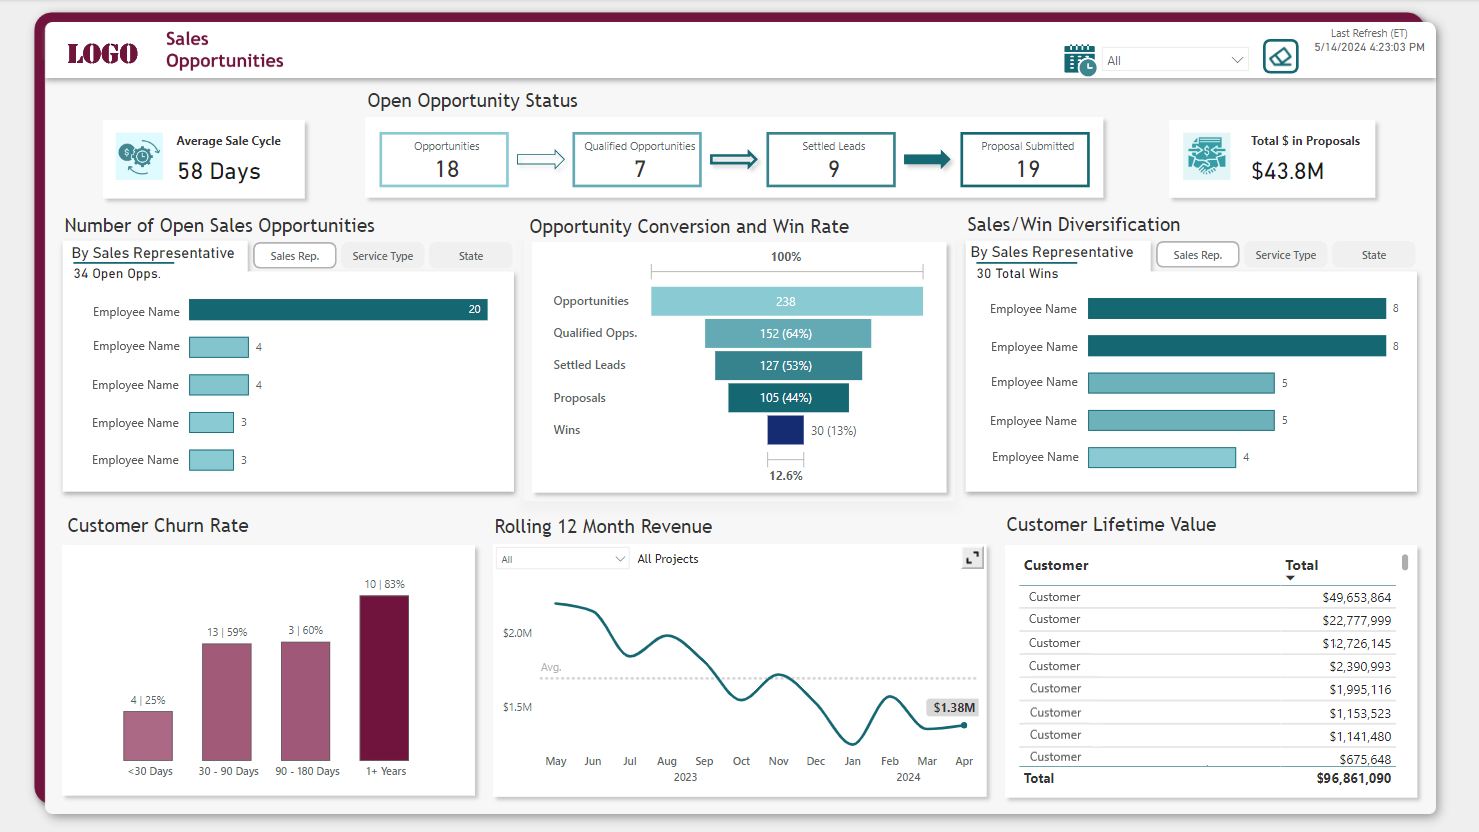 LOGO
Sales
Opportunities
All
Last Refresh (ET)
5/14/2024 4:23:03 PM
Open Opportunity Status
Average Sale Cycle
58 Days
Opportunities
18
Qualified Opportunities
7
Settled Leads
9
Proposal Submitted
19
Total $ in Proposals
$43.8M
Number of Open Sales Opportunities
By Sales Representative
Sales Rep.
Service Type
State
34 Open Opps.
Employee Name 20
Employee Name 4
Employee Name 4
Employee Name 3
Employee Name 3
Opportunity Conversion and Win Rate
100%
Opportunities 238
Qualified Opps. 152 (64%)
Settled Leads 127 (53%)
Proposals 105 (44%)
Wins 30 (13%)
12.6%
Sales/Win Diversification
By Sales Representative
Sales Rep.
Service Type
State
30 Total Wins
Employee Name 8
Employee Name 8
Employee Name 5
Employee Name 5
Employee Name 4
Customer Churn Rate
10 | 83%
13 | 59%
3 | 60%
4 | 25%
<30 Days
30 - 90 Days
90 - 180 Days
1+ Years
Rolling 12 Month Revenue
All
All Projects
$2.0M
Avg.
$1.5M
$1.38M
May Jun Jul Aug Sep Oct Nov Dec Jan Feb Mar Apr
2023 2024
Customer Lifetime Value
Customer Total
Customer $49,653,864
Customer $22,777,999
Customer $12,726,145
Customer $2,390,993
Customer $1,995,116
Customer $1,153,523
Customer $1,141,480
Customer $675,648
Total $96,861,090